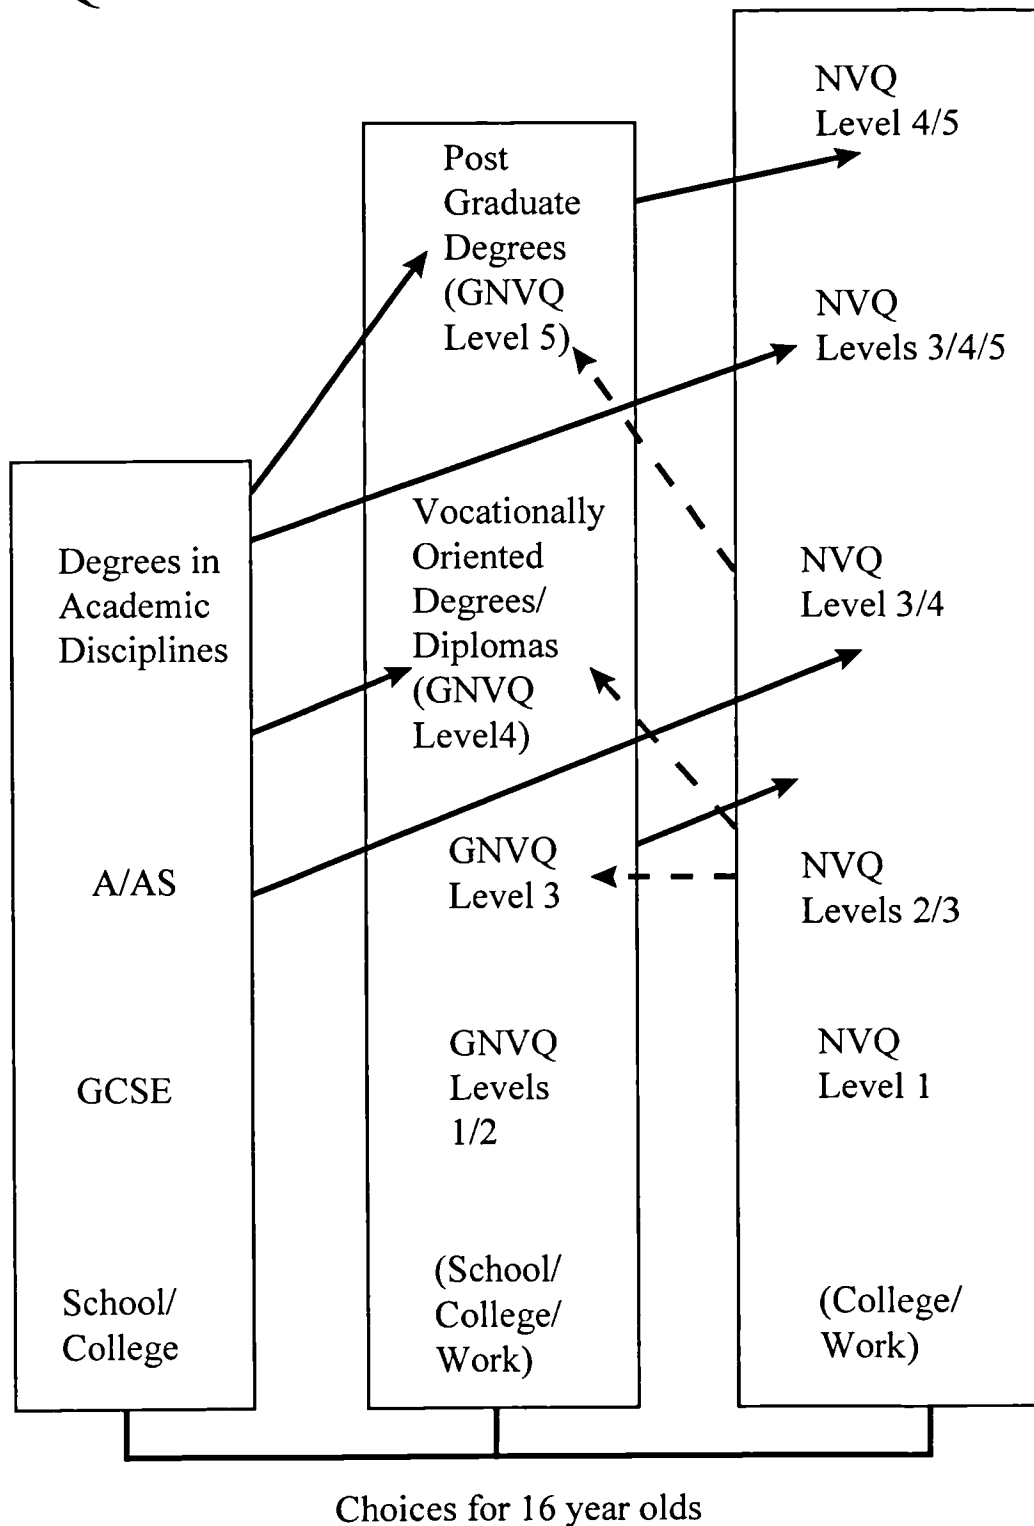 Degrees in
Academic
Disciplines
A/AS
GCSE
School/
College
Post
Graduate
Degrees
(GNVQ
Level 5)
Vocationally
Oriented
Degrees/
Diplomas
(GNVQ
Level4)
GNVQ
Level 3
GNVQ
Levels
1/2
(School/
College/
Work)
NVQ
Level 4/5
NVQ
Levels 3/4/5
NVQ
Level 3/4
NVQ
Levels 2/3
NVQ
Level 1
(College/
Work)
Choices for 16 year olds